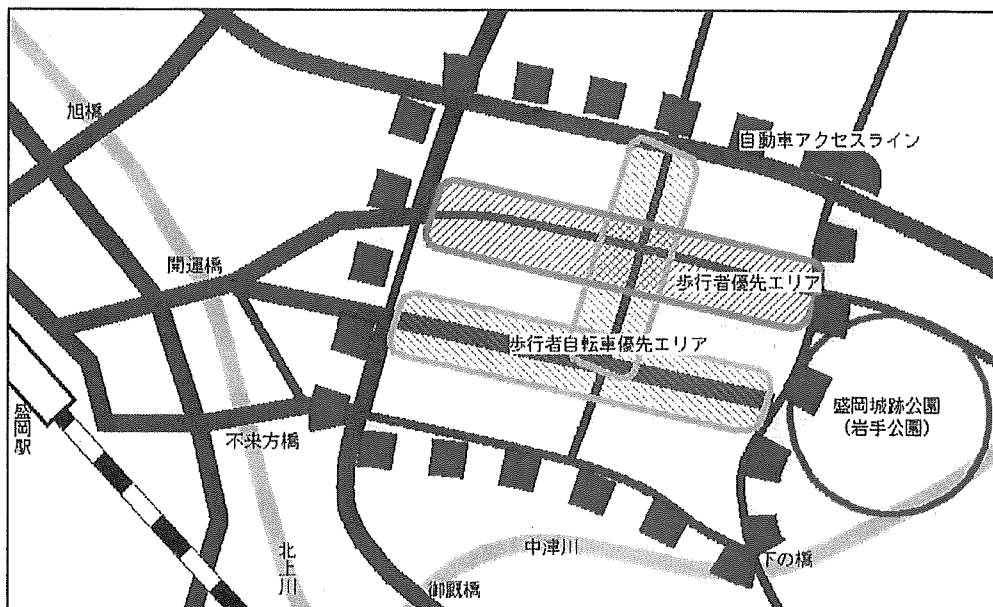 旭橋
自動車アクセスライン
開運橋
歩行者優先エリア
歩行者自転車優先エリア
盛岡城跡公園
(岩手公園)
盛岡駅
不来方橋
北上川
中津川
下の橋
御厩橋